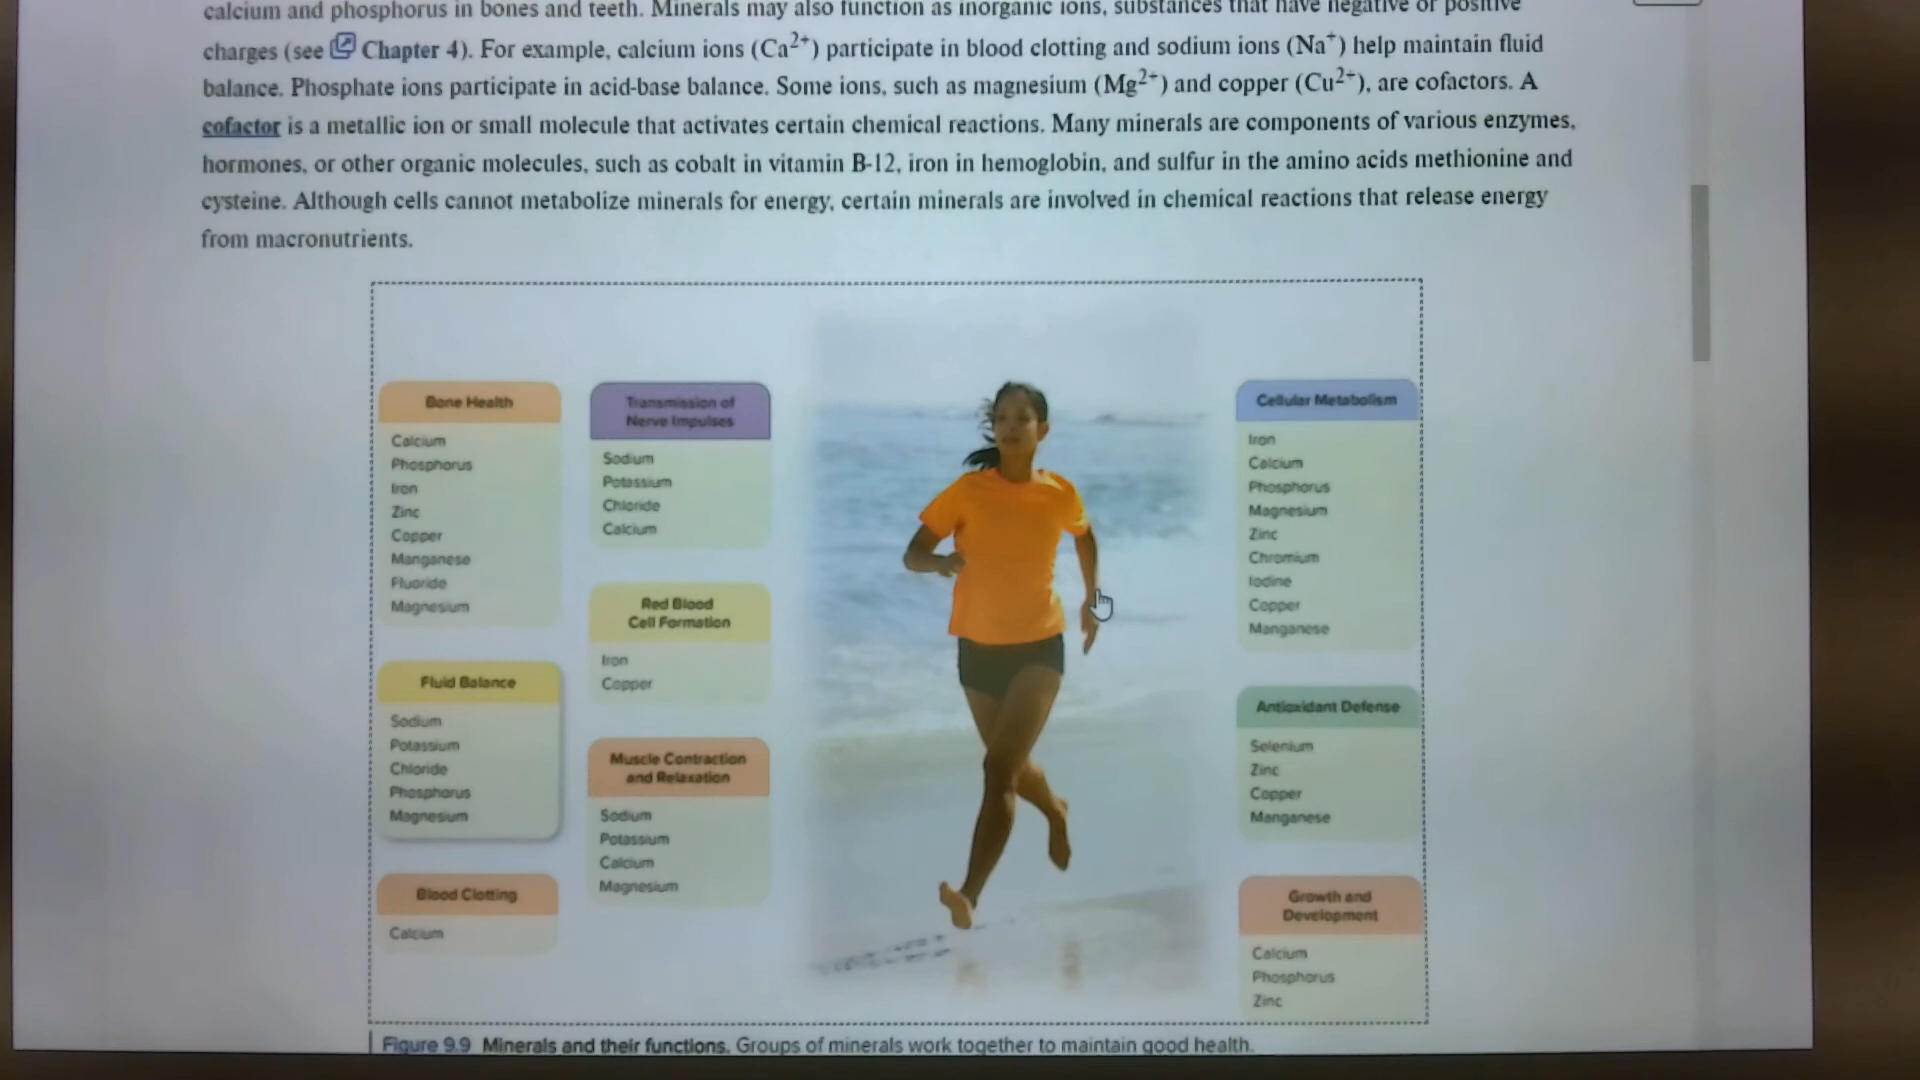 calcium and phosphorus in bones and teeth. Minerals may also function as inorganic ions, substances that have negative or positive
charges (see Chapter 4). For example, calcium ions (Ca²⁺) participate in blood clotting and sodium ions (Na⁺) help maintain fluid
balance. Phosphate ions participate in acid-base balance. Some ions, such as magnesium (Mg²⁺) and copper (Cu²⁺), are cofactors. A
cofactor is a metallic ion or small molecule that activates certain chemical reactions. Many minerals are components of various enzymes,
hormones, or other organic molecules, such as cobalt in vitamin B-12, iron in hemoglobin, and sulfur in the amino acids methionine and
cysteine. Although cells cannot metabolize minerals for energy, certain minerals are involved in chemical reactions that release energy
from macronutrients.
Bone Health
Calcium
Phosphorus
Iron
Zinc
Copper
Manganese
Fluoride
Magnesium
Fluid Balance
Sodium
Potassium
Chloride
Phosphorus
Magnesium
Blood Clotting
Calcium
Transmission of
Nerve Impulses
Sodium
Potassium
Chloride
Calcium
Red Blood
Cell Formation
Iron
Copper
Muscle Contraction
and Relaxation
Sodium
Potassium
Calcium
Magnesium
Cellular Metabolism
Iron
Calcium
Phosphorus
Magnesium
Zinc
Chromium
Iodine
Copper
Manganese
Antioxidant Defense
Selenium
Zinc
Copper
Manganese
Growth and
Development
Calcium
Phosphorus
Zinc
Figure 9.9 Minerals and their functions. Groups of minerals work together to maintain good health.